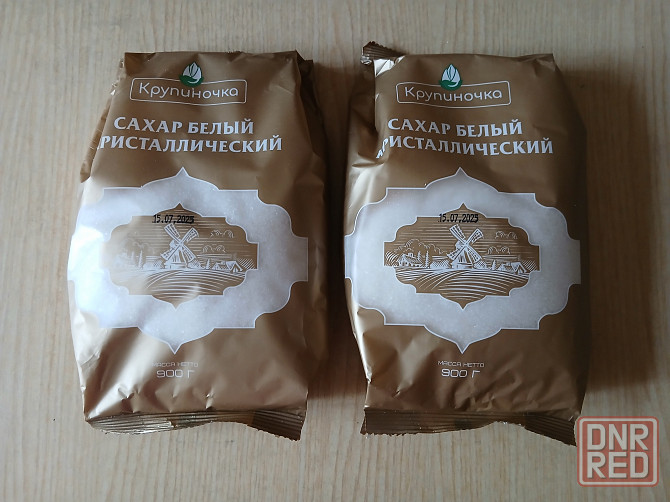 Крупиночка
САХАР БЕЛЫЙ
РИСТАЛЛИЧЕСКИЙ
15.07.2025
МАССА НЕТТО
900 Г
Крупиночка
САХАР БЕЛЫЙ
РИСТАЛЛИЧЕСКИЙ
15.07.2025
МАССА НЕТТО
900 Г
DNR
RED